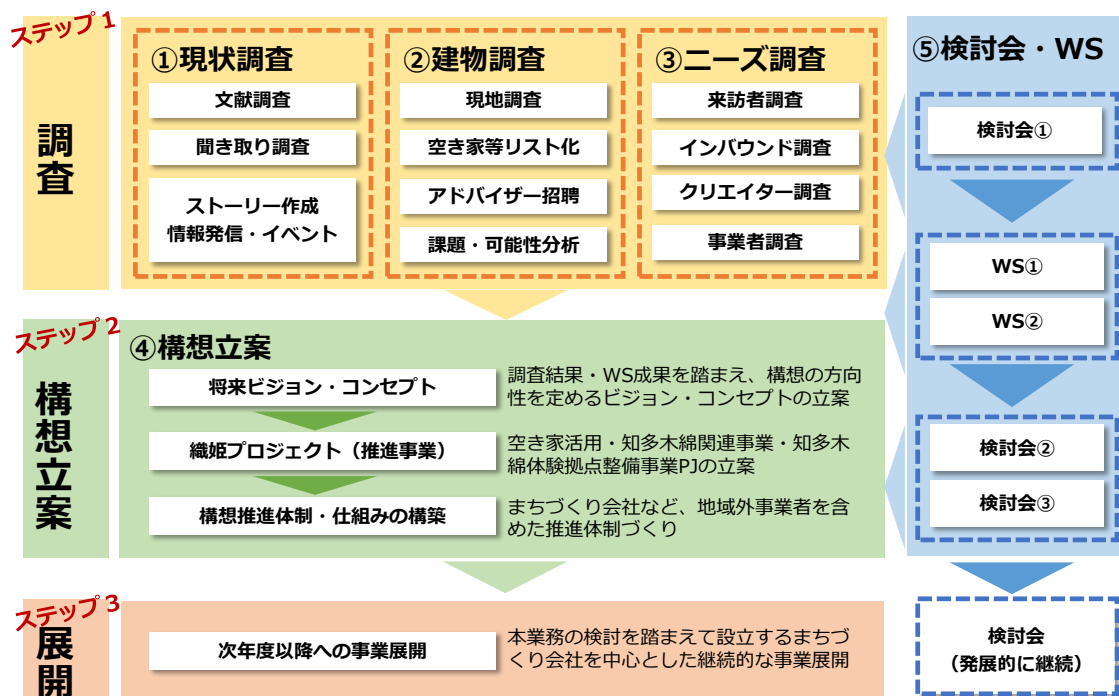 ステップ1
調査
①現状調査
文献調査
聞き取り調査
ストーリー作成
情報発信・イベント
②建物調査
現地調査
空き家等リスト化
アドバイザー招聘
課題・可能性分析
③ニーズ調査
来訪者調査
インバウンド調査
クリエイター調査
事業者調査
ステップ2
構想立案
④構想立案
将来ビジョン・コンセプト
調査結果・WS成果を踏まえ、構想の方向
性を定めるビジョン・コンセプトの立案
織姫プロジェクト（推進事業）
空き家活用・知多木綿関連事業・知多木
綿体験拠点整備事業PJの立案
構想推進体制・仕組みの構築
まちづくり会社など、地域外事業者を含
めた推進体制づくり
ステップ3
展開
次年度以降への事業展開
本業務の検討を踏まえて設立するまちづ
くり会社を中心とした継続的な事業展開
⑤検討会・WS
検討会①
WS①
WS②
検討会②
検討会③
検討会
（発展的に継続）